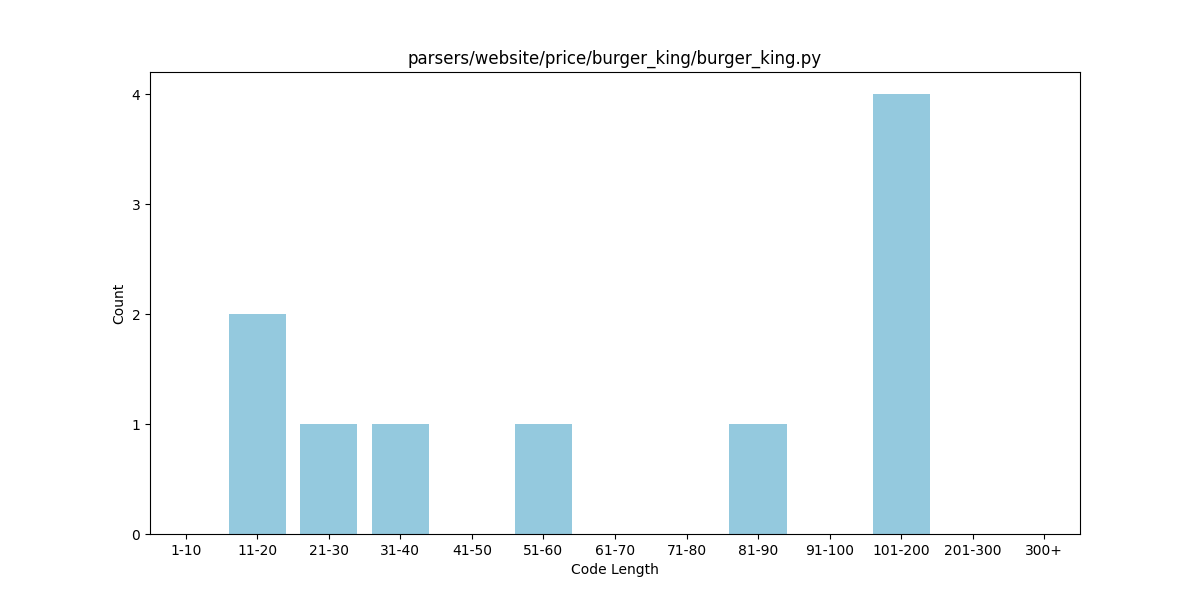 parsers/website/price/burger_king/burger_king.py
4
3
2
1
0
Count
1-10 11-20 21-30 31-40 41-50 51-60 61-70 71-80 81-90 91-100 101-200 201-300 300+
Code Length